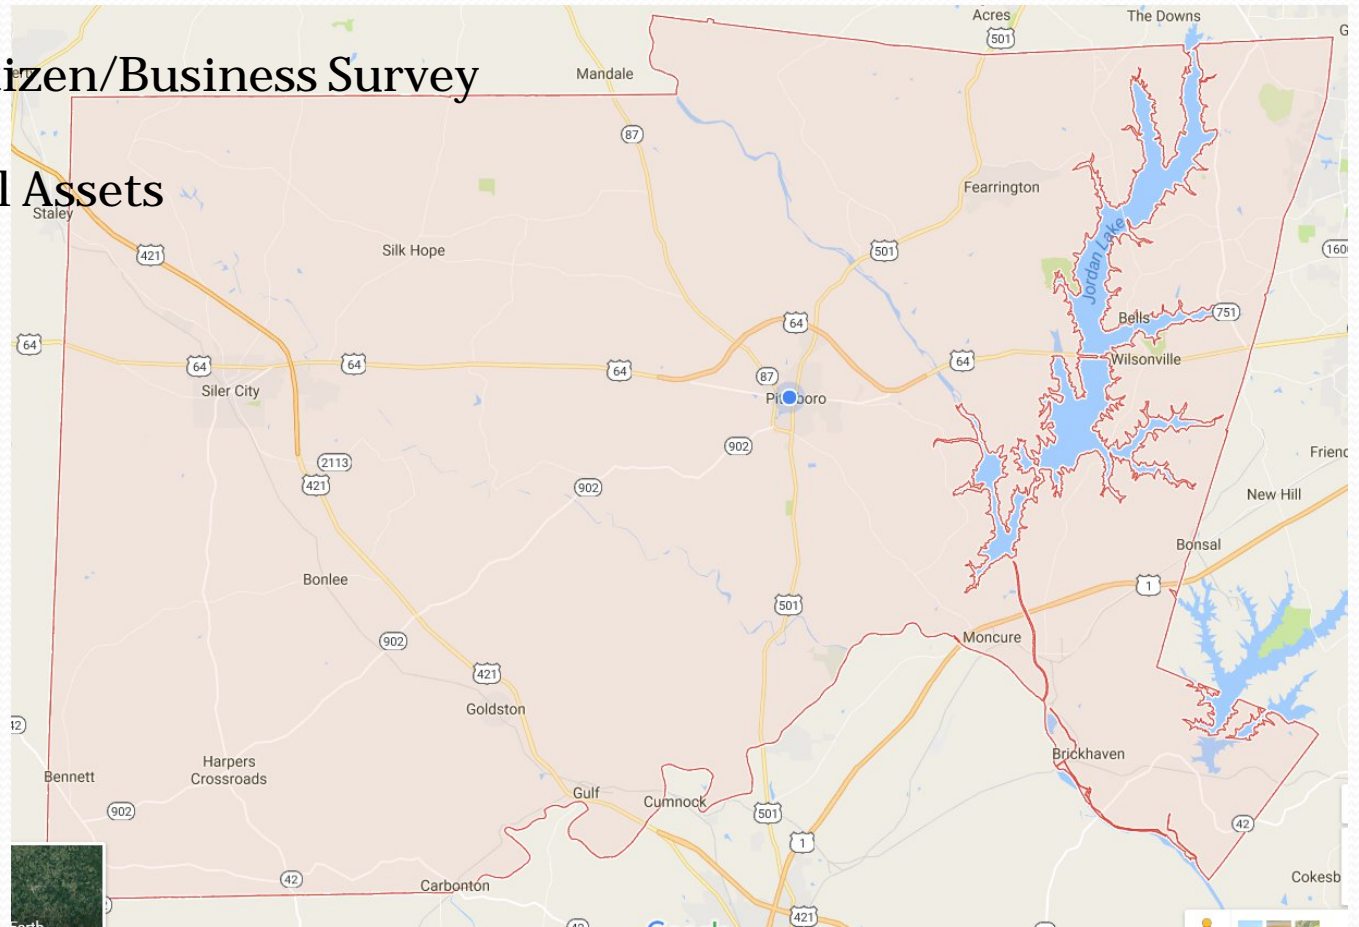 Acres
The Downs
501
izen/Business Survey
Mandale
87
l Assets
Fearrington
Staley
421
Silk Hope
501
160
Jordan Lake
64
Bells
751
64
64
64
64
64
Wilsonville
Siler City
87
902
2113
421
902
Friend
New Hill
Bonsal
Bonlee
1
501
902
Moncure
421
Goldston
42
Brickhaven
Bennett
Harpers
Crossroads
Gulf
Cumnock
902
501
42
1
42
Carbonton
Cokesb
421